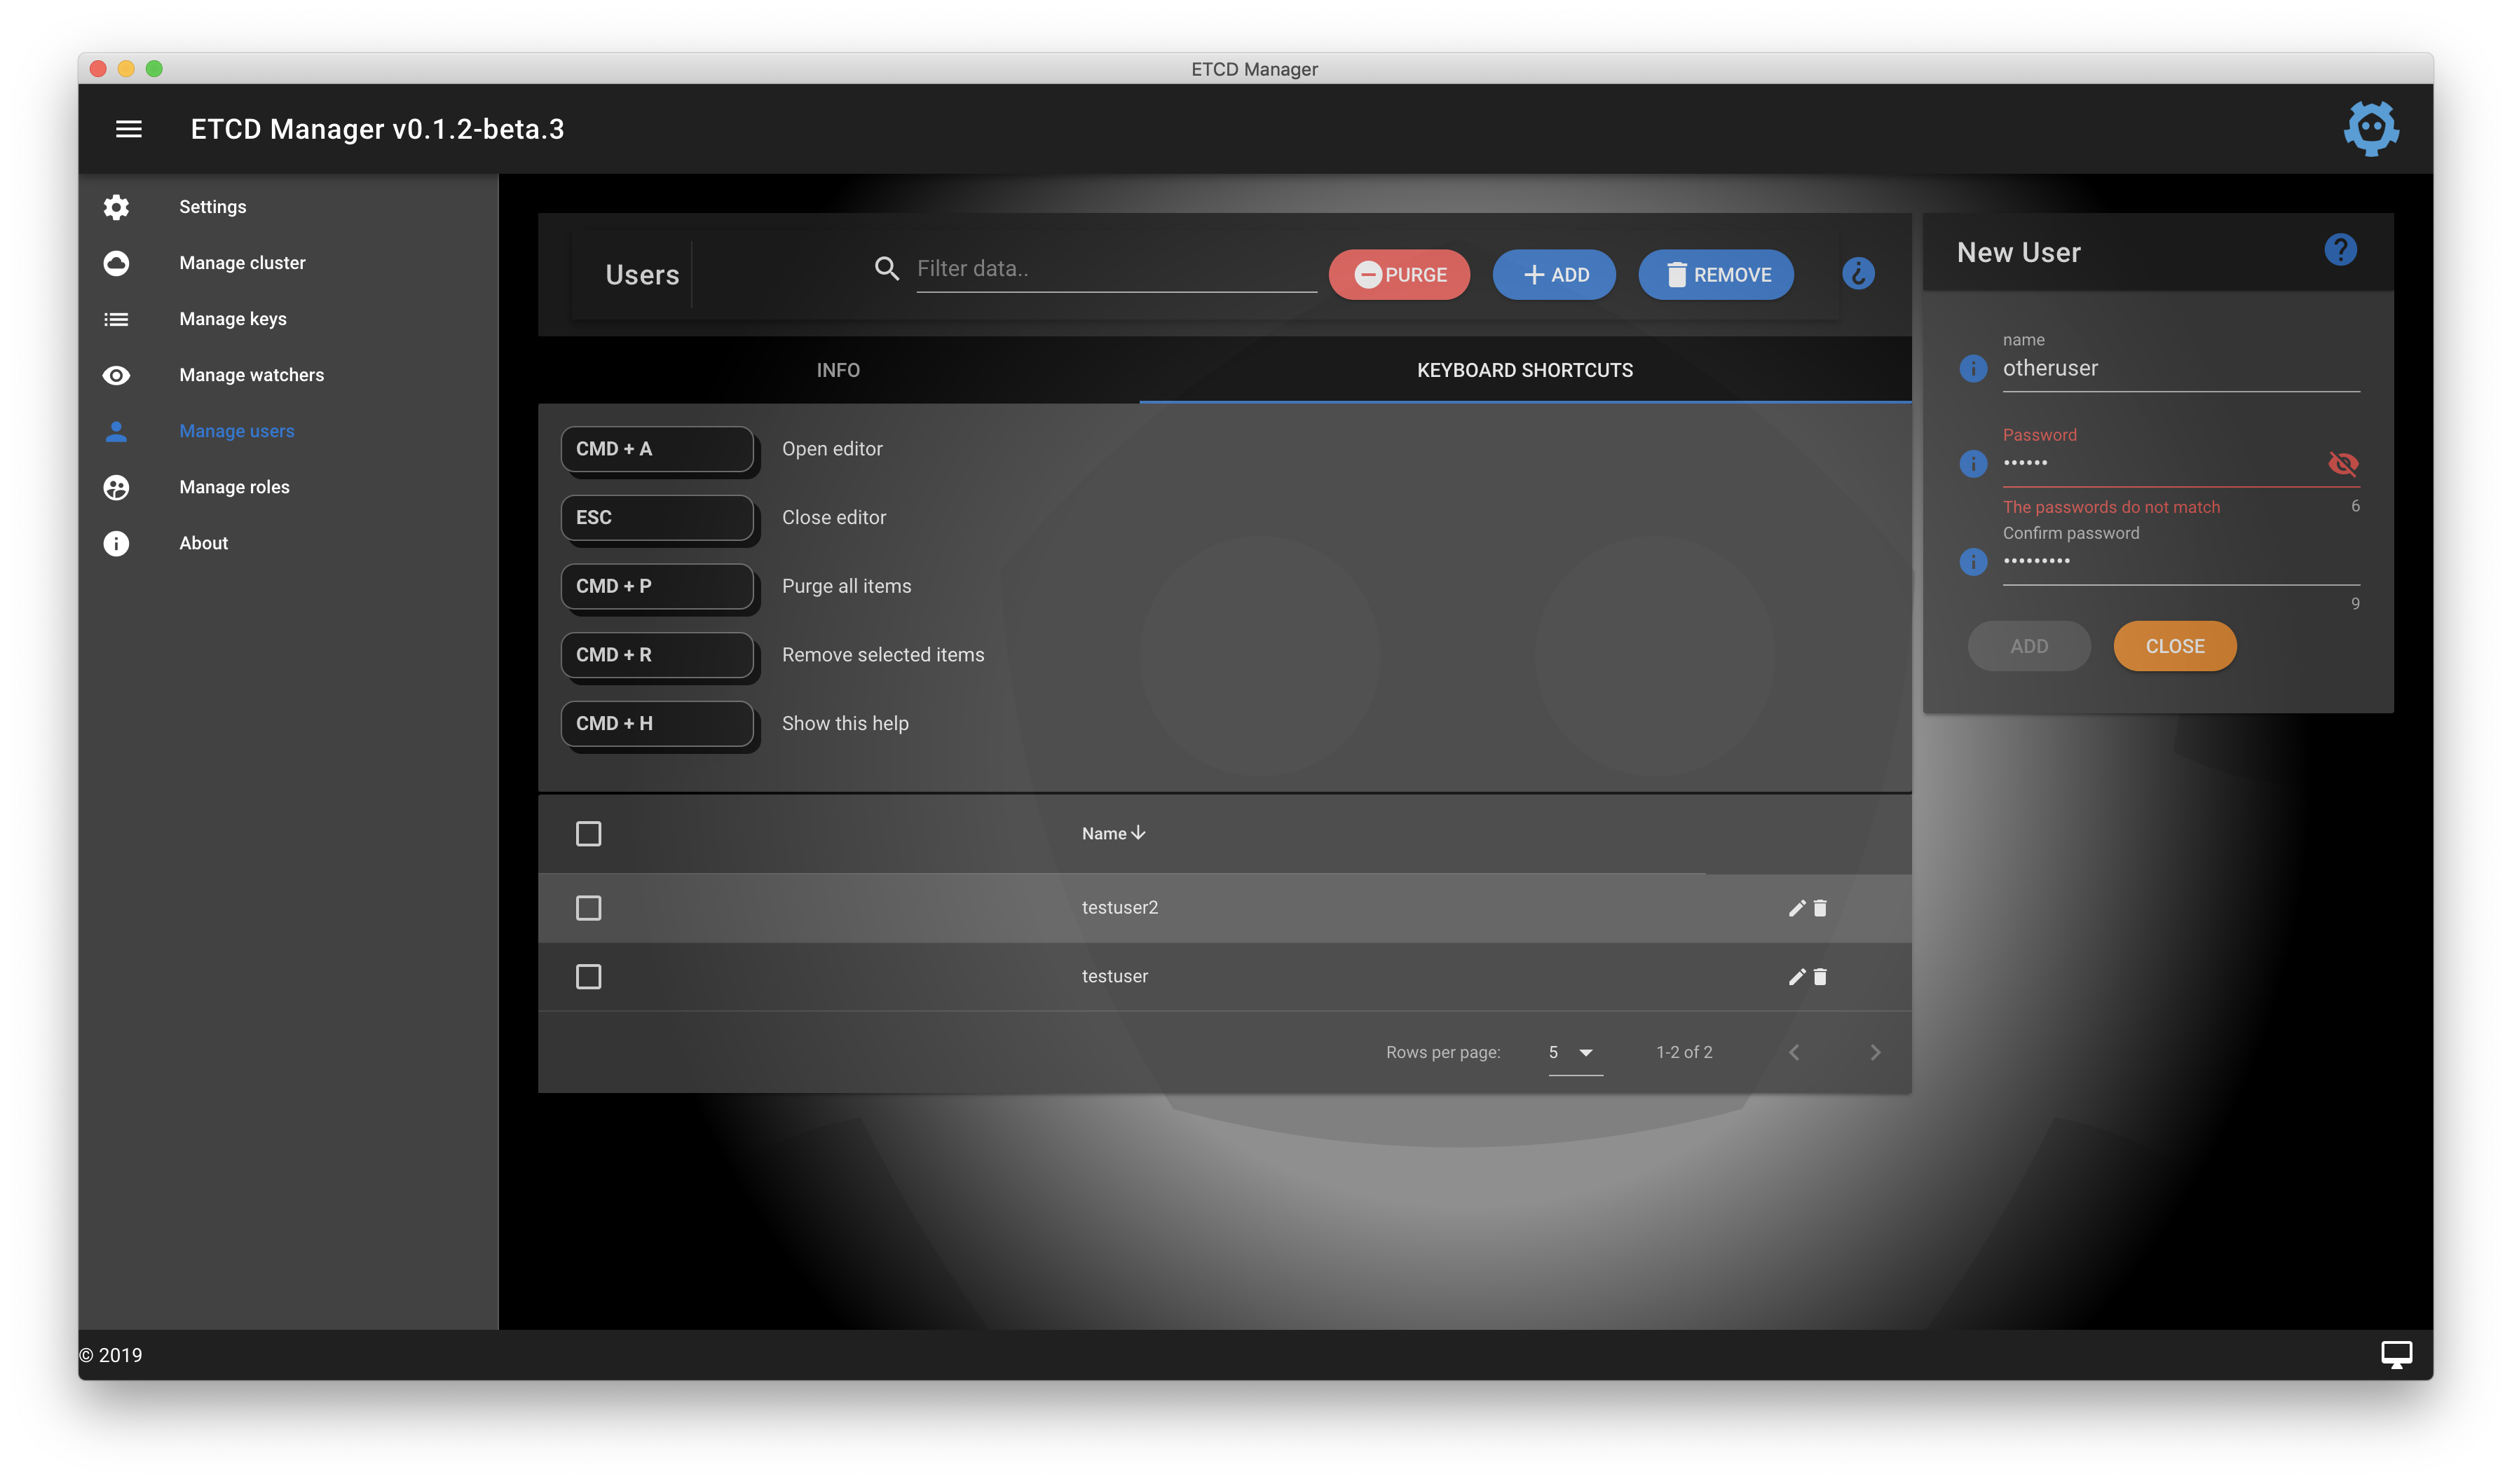 ETCD Manager
ETCD Manager v0.1.2-beta.3
Settings
Manage cluster
Manage keys
Manage watchers
Manage users
Manage roles
About
Users
Filter data..
PURGE
ADD
REMOVE
INFO
KEYBOARD SHORTCUTS
CMD + A Open editor
ESC Close editor
CMD + P Purge all items
CMD + R Remove selected items
CMD + H Show this help
Name
testuser2
testuser
Rows per page: 5 1-2 of 2
New User
name
otheruser
Password
••••••
The passwords do not match 6
Confirm password
•••••••••
9
ADD CLOSE
© 2019